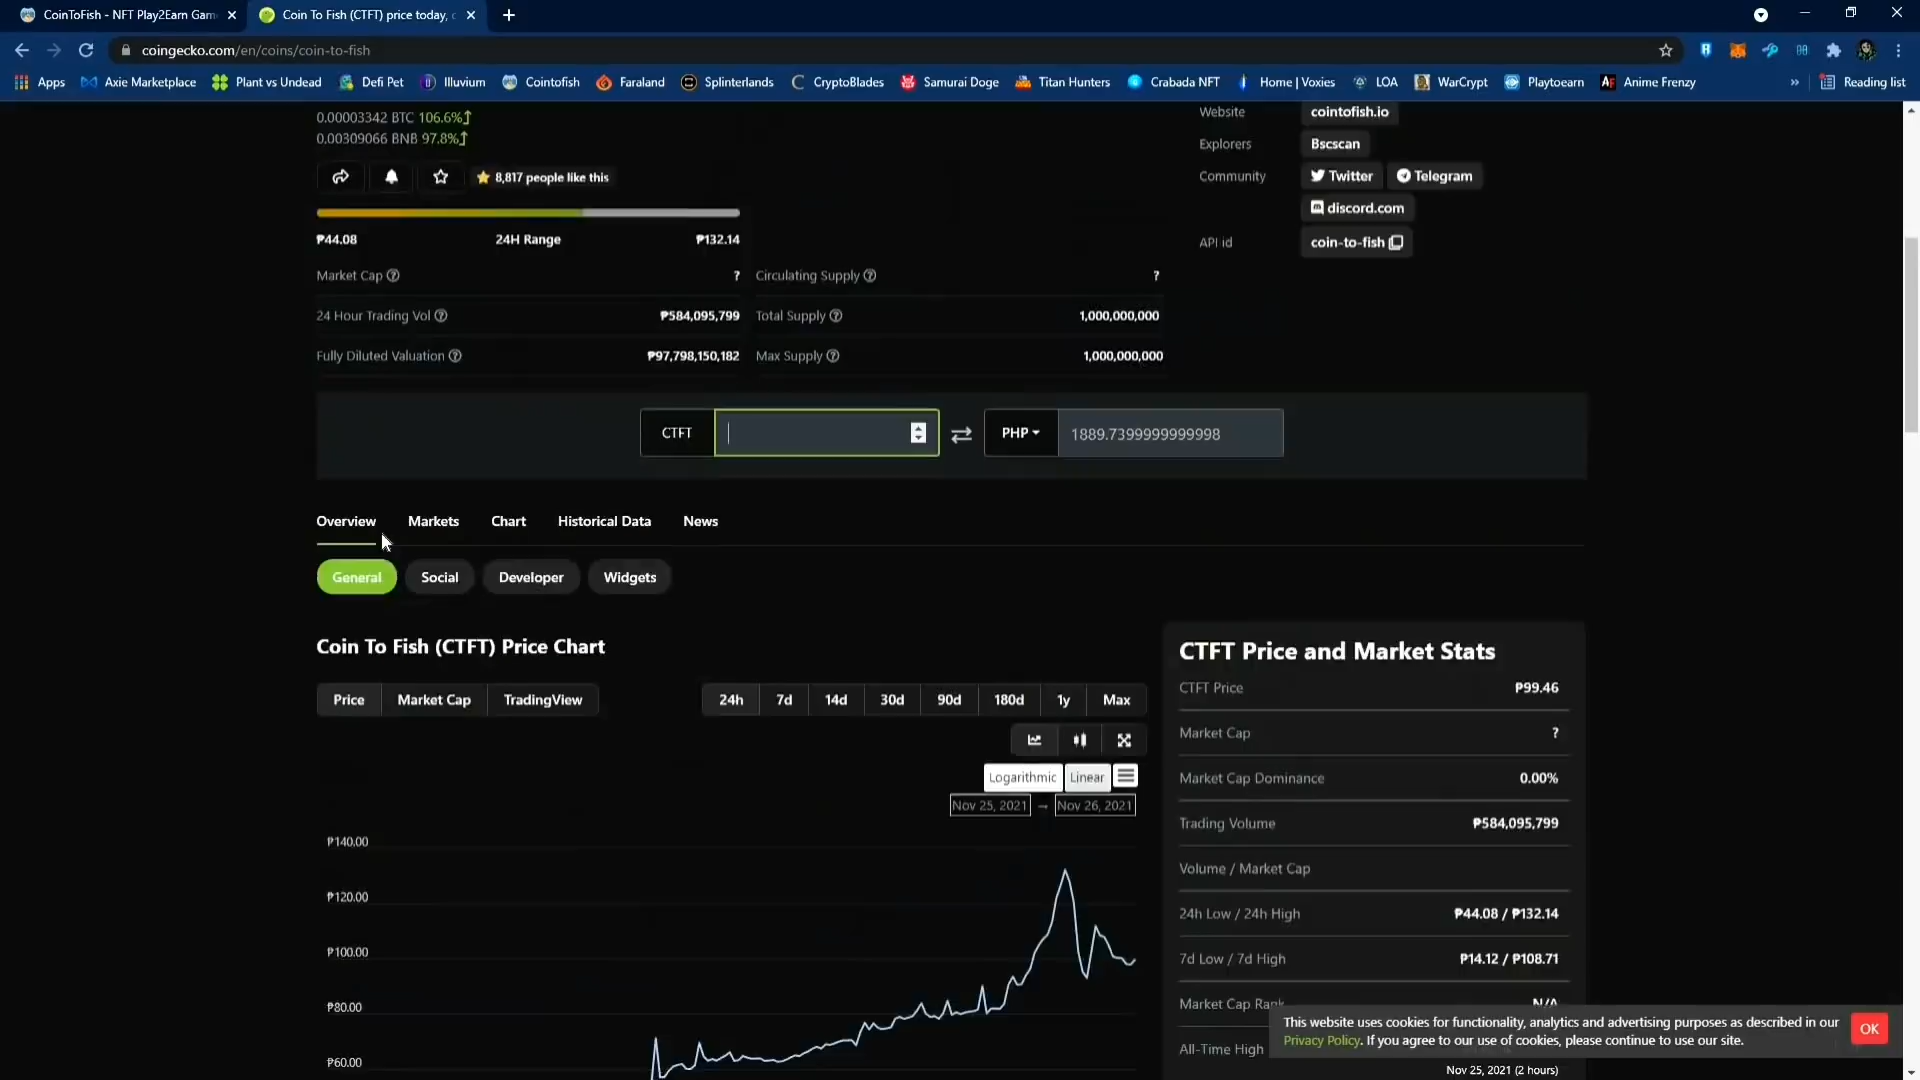 CoinToFish - NFT Play2Earn Gam
Coin To Fish (CTFT) price today, c
coingecko.com/en/coins/coin-to-fish
Apps
Axie Marketplace
Plant vs Undead
Defi Pet
Illuvium
Cointofish
Faraland
Splinterlands
CryptoBlades
Samurai Doge
Titan Hunters
Crabada NFT
Home | Voxies
LOA
WarCrypt
Playtoearn
Anime Frenzy
»
Reading list
0.00003342 BTC 106.6%
0.00309066 BNB 97.8%
8,817 people like this
₱44.08
24H Range
₱132.14
Market Cap ?
?
Circulating Supply ?
?
24 Hour Trading Vol ?
₱584,095,799
Total Supply ?
1,000,000,000
Fully Diluted Valuation ?
₱97,798,150,182
Max Supply ?
1,000,000,000
Website
cointofish.io
Explorers
Bscscan
Community
Twitter
Telegram
discord.com
API id
coin-to-fish
CTFT
PHP
1889.7399999999998
Overview
Markets
Chart
Historical Data
News
General
Social
Developer
Widgets
Coin To Fish (CTFT) Price Chart
Price
Market Cap
TradingView
24h
7d
14d
30d
90d
180d
1y
Max
Logarithmic
Linear
Nov 25, 2021
→
Nov 26, 2021
₱140.00
₱120.00
₱100.00
₱80.00
₱60.00
CTFT Price and Market Stats
CTFT Price
₱99.46
Market Cap
?
Market Cap Dominance
0.00%
Trading Volume
₱584,095,799
Volume / Market Cap
24h Low / 24h High
₱44.08 / ₱132.14
7d Low / 7d High
₱14.12 / ₱108.71
Market Cap Rank
N/A
All-Time High
Nov 25, 2021 (2 hours)
This website uses cookies for functionality, analytics and advertising purposes as described in our
Privacy Policy. If you agree to our use of cookies, please continue to use our site.
OK